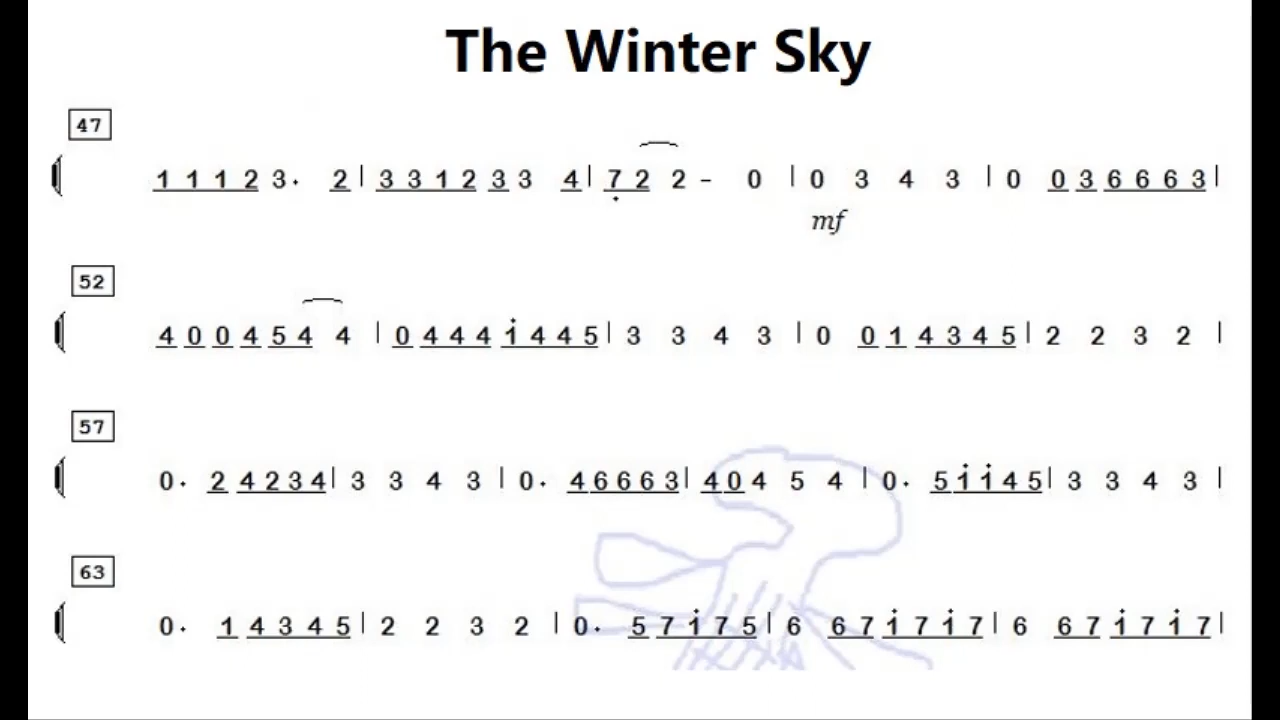 The Winter Sky
47
1 1 1 2 3 . 2 | 3 3 1 2 3 3 4 | 7̣ 2 2 – 0 | 0 3 4 3 | 0 0 3 6 6 6 3 |
mf
52
4 0 0 4 5 4 4 | 0 4 4 4 1̇ 4 4 5 | 3 3 4 3 | 0 0 1 4 3 4 5 | 2 2 3 2 |
57
0 . 2 4 2 3 4 | 3 3 4 3 | 0 . 4 6 6 6 3 | 4 0 4 5 4 | 0 . 5 1̇ 1̇ 4 5 | 3 3 4 3 |
63
0 . 1 4 3 4 5 | 2 2 3 2 | 0 . 5 7 1̇ 7 5 | 6 6 7 1̇ 7 1̇ 7 | 6 6 7 1̇ 7 1̇ 7 |